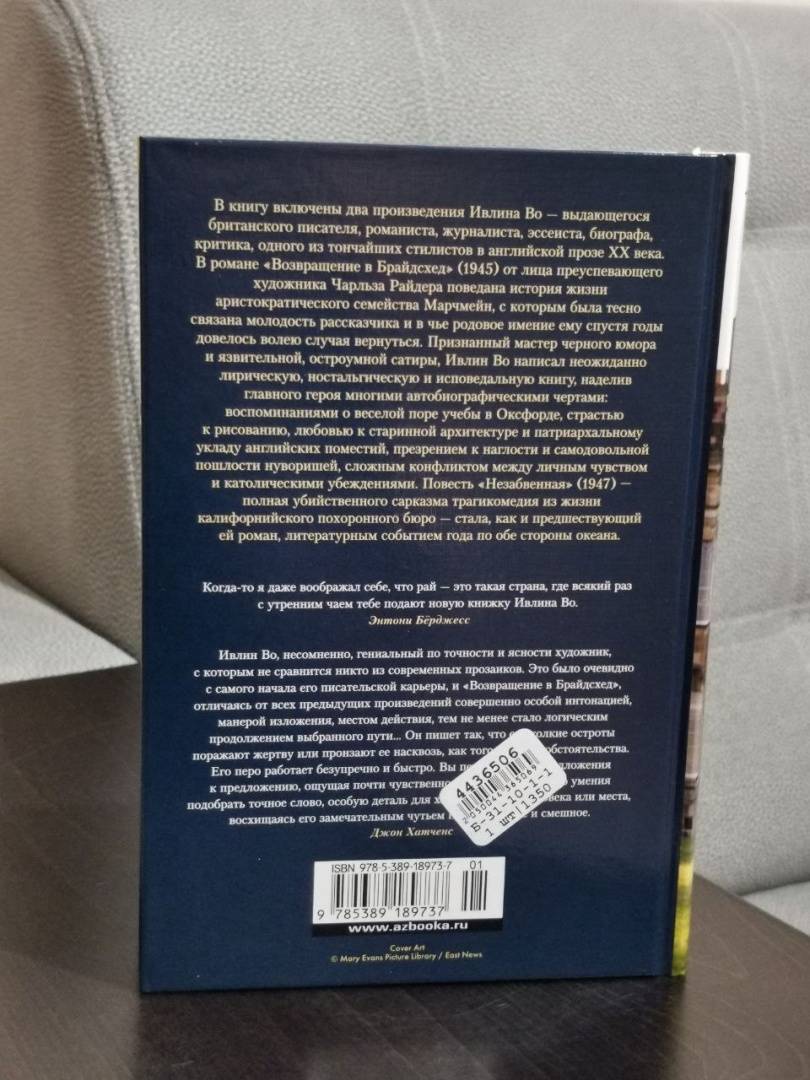 В книгу включены два произведения Ивлина Во — выдающегося
британского писателя, романиста, журналиста, эссеиста, биографа,
критика, одного из тончайших стилистов в английской прозе XX века.
В романе «Возвращение в Брайдсхед» (1945) от лица преуспевающего
художника Чарльза Райдера поведана история жизни
аристократического семейства Марчмейн, с которым была тесно
связана молодость рассказчика и в чье родовое имение ему спустя годы
довелось волею случая вернуться. Признанный мастер черного юмора
и язвительной, остроумной сатиры, Ивлин Во написал неожиданно
лирическую, ностальгическую и исповедальную книгу, наделив
главного героя многими автобиографическими чертами:
воспоминаниями о веселой поре учебы в Оксфорде, страстью
к рисованию, любовью к старинной архитектуре и патриархальному
укладу английских поместий, презрением к наглости и самодовольной
пошлости нуворишей, сложным конфликтом между личным чувством
и католическими убеждениями. Повесть «Незабвенная» (1947) —
полная убийственного сарказма трагикомедия из жизни
калифорнийского похоронного бюро — стала, как и предшествующий
ей роман, литературным событием года по обе стороны океана.
Когда-то я даже воображал себе, что рай — это такая страна, где всякий раз
с утренним чаем тебе подают новую книжку Ивлина Во.
Энтони Бёрджесс
Ивлин Во, несомненно, гениальный по точности и ясности художник,
с которым не сравнится никто из современных прозаиков. Это было очевидно
с самого начала его писательской карьеры, и «Возвращение в Брайдсхед»,
отличаясь от всех предыдущих произведений совершенно особой интонацией,
манерой изложения, местом действия, тем не менее стало логическим
продолжением выбранного пути... Он пишет так, что колкие остроты
поражают жертву или пронзают ее насквозь, как того обстоятельства.
Его перо работает безупречно и быстро. Вы
к предложению, ощущая почти чувственно умения
подобрать точное слово, особую деталь для или места,
восхищаясь его замечательным чутьем и смешное.
Джон Хатченс
4436506
2050044365069
Б-31-10-1-1
1 шт|1350
ISBN 978-5-389-18973-7 01
9 785389 189737
www.azbooka.ru
Cover Art
© Mary Evans Picture Library / East News